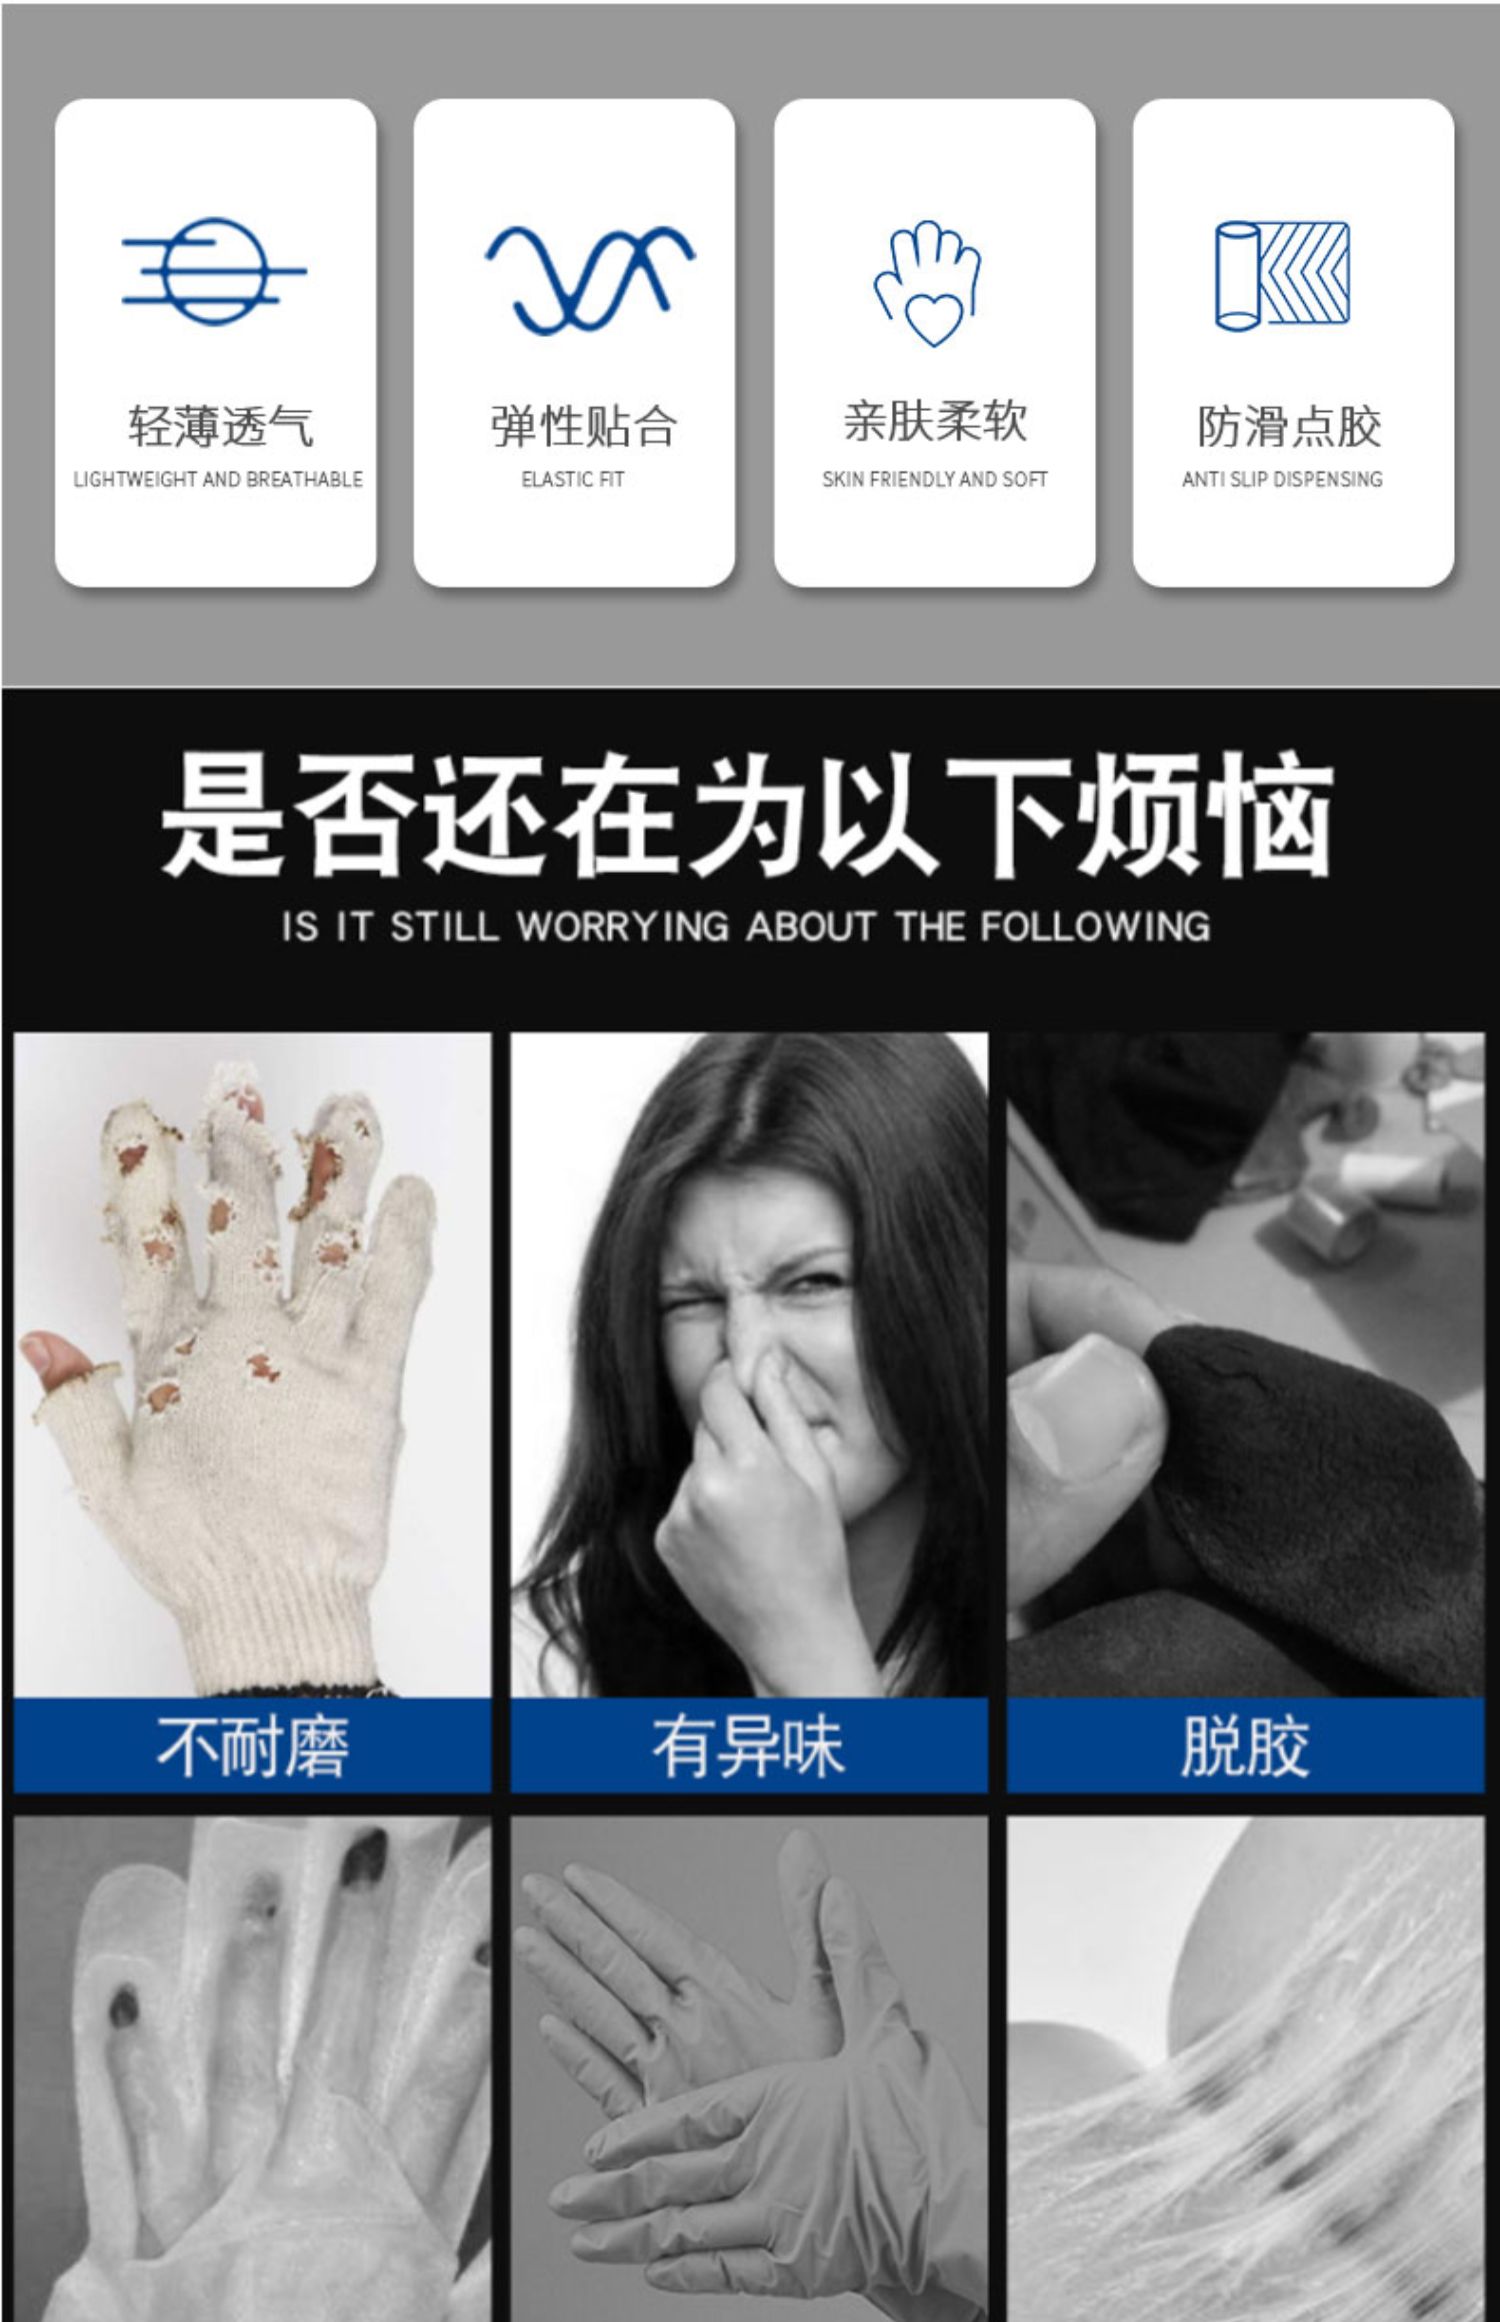 轻薄透气
LIGHTWEIGHT AND BREATHABLE
弹性贴合
ELASTIC FIT
亲肤柔软
SKIN FRIENDLY AND SOFT
防滑点胶
ANTI SLIP DISPENSING
是否还在为以下烦恼
IS IT STILL WORRYING ABOUT THE FOLLOWING
不耐磨
有异味
脱胶